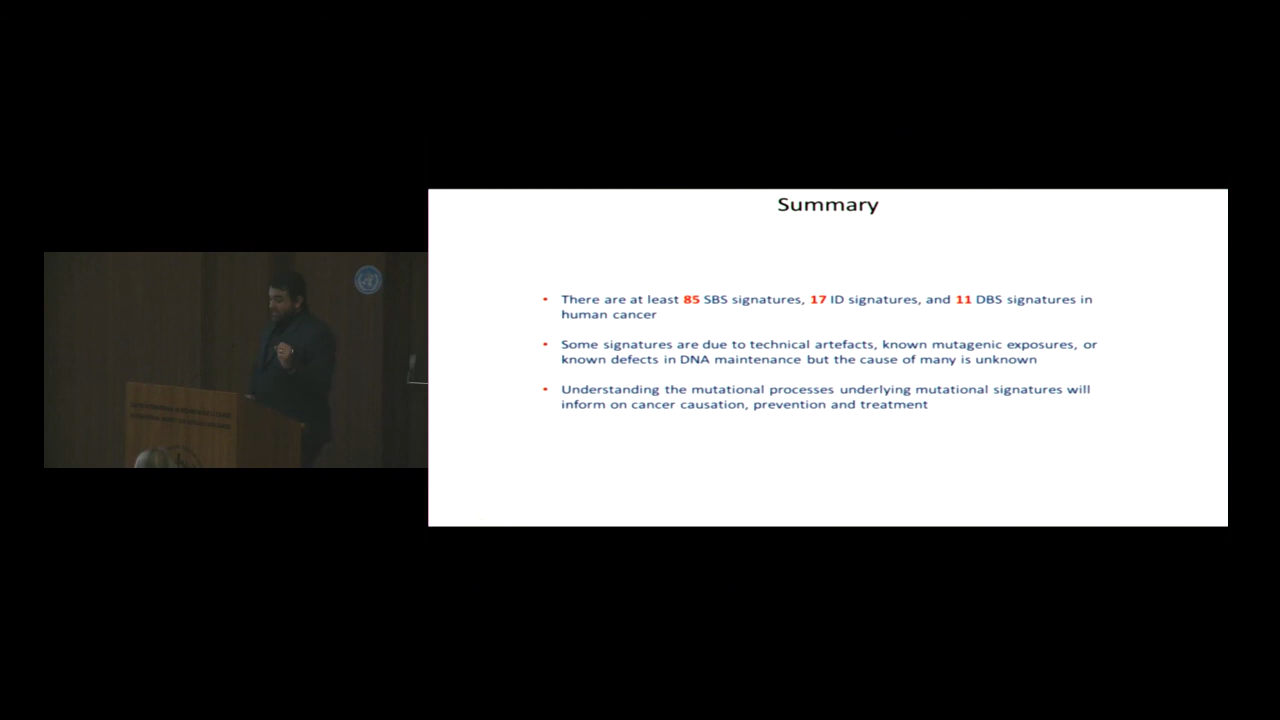 Summary
• There are at least 85 SBS signatures, 17 ID signatures, and 11 DBS signatures in
human cancer
• Some signatures are due to technical artefacts, known mutagenic exposures, or
known defects in DNA maintenance but the cause of many is unknown
• Understanding the mutational processes underlying mutational signatures will
inform on cancer causation, prevention and treatment